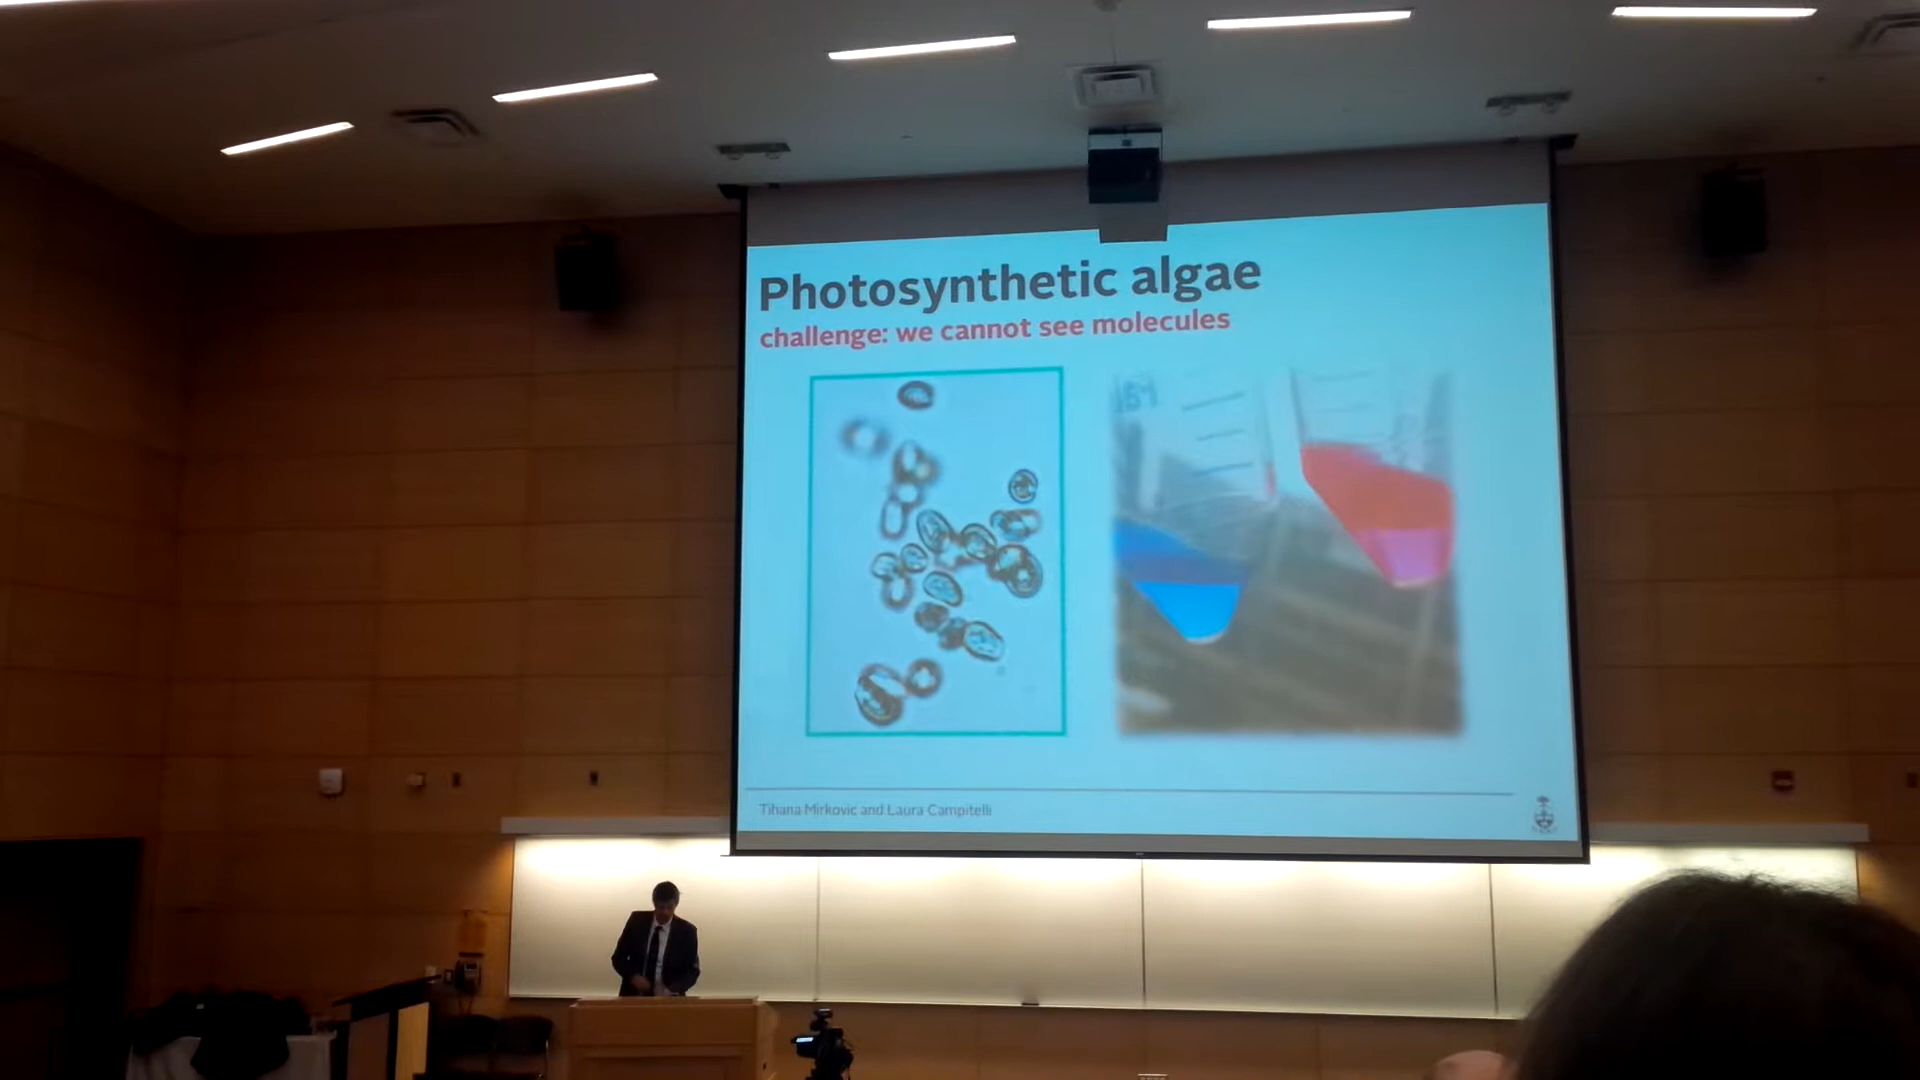 Photosynthetic algae
challenge: we cannot see molecules
Tihana Mirkovic and Laura Campitelli